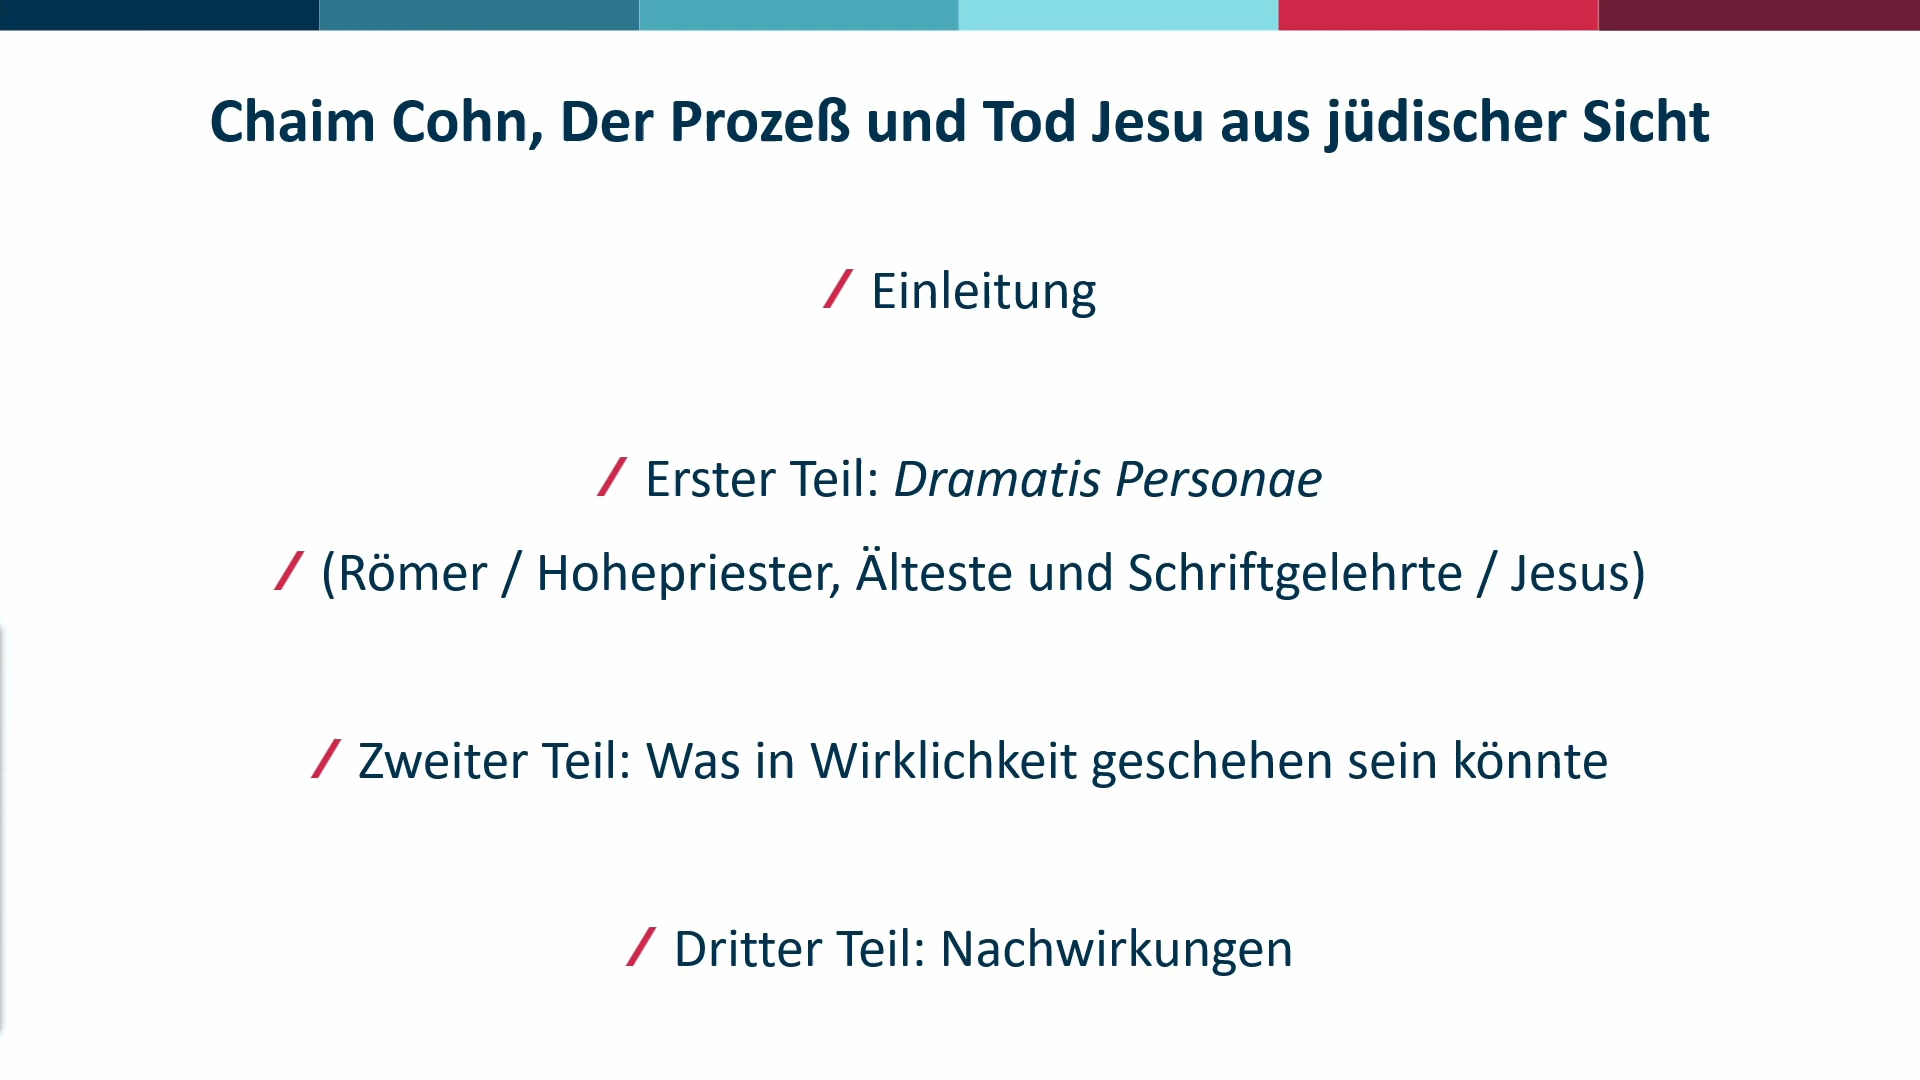 Chaim Cohn, Der Prozeß und Tod Jesu aus jüdischer Sicht
/ Einleitung
/ Erster Teil: Dramatis Personae
/ (Römer / Hohepriester, Älteste und Schriftgelehrte / Jesus)
/ Zweiter Teil: Was in Wirklichkeit geschehen sein könnte
/ Dritter Teil: Nachwirkungen